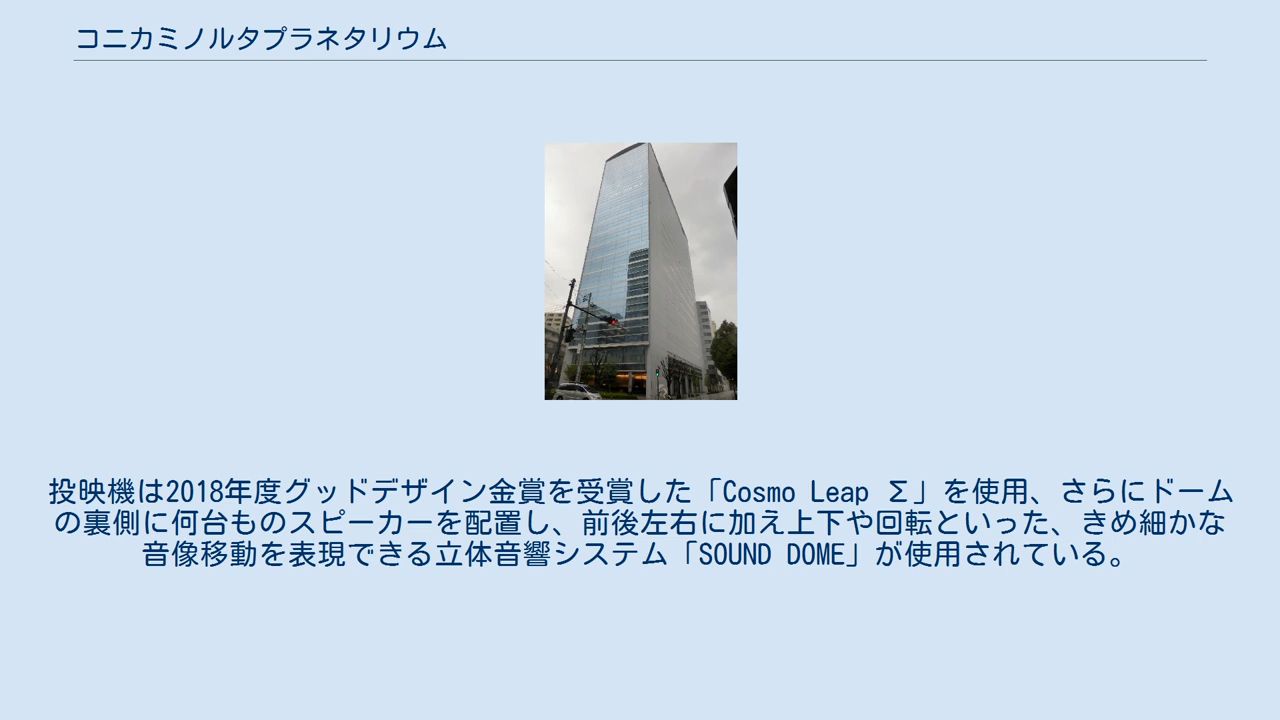 コニカミノルタプラネタリウム
投映機は2018年度グッドデザイン金賞を受賞した「Cosmo Leap Σ」を使用、さらにドーム
の裏側に何台ものスピーカーを配置し、前後左右に加え上下や回転といった、きめ細かな
音像移動を表現できる立体音響システム「SOUND DOME」が使用されている。